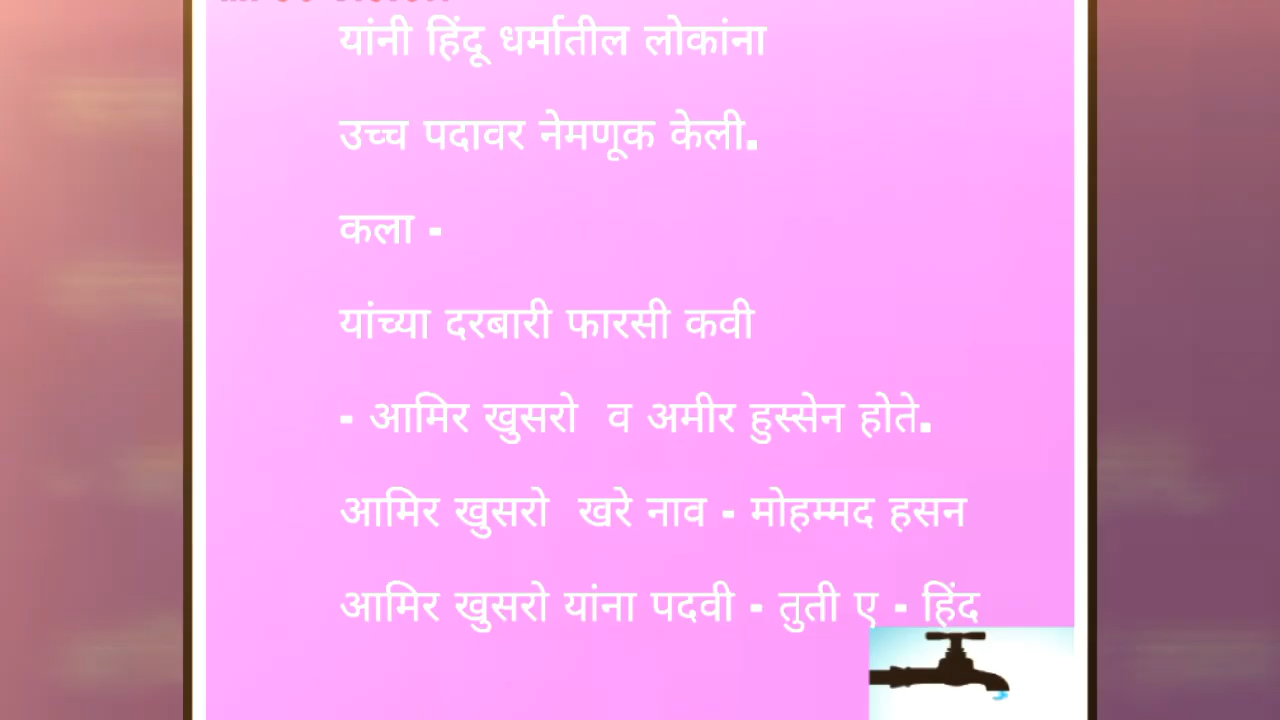 यांनी हिंदू धर्मातील लोकांना
उच्च पदावर नेमणूक केली.
कला -
यांच्या दरबारी फारसी कवी
- आमिर खुसरो व अमीर हुस्सेन होते.
आमिर खुसरो खरे नाव - मोहम्मद हसन
आमिर खुसरो यांना पदवी - तुती ए - हिंद